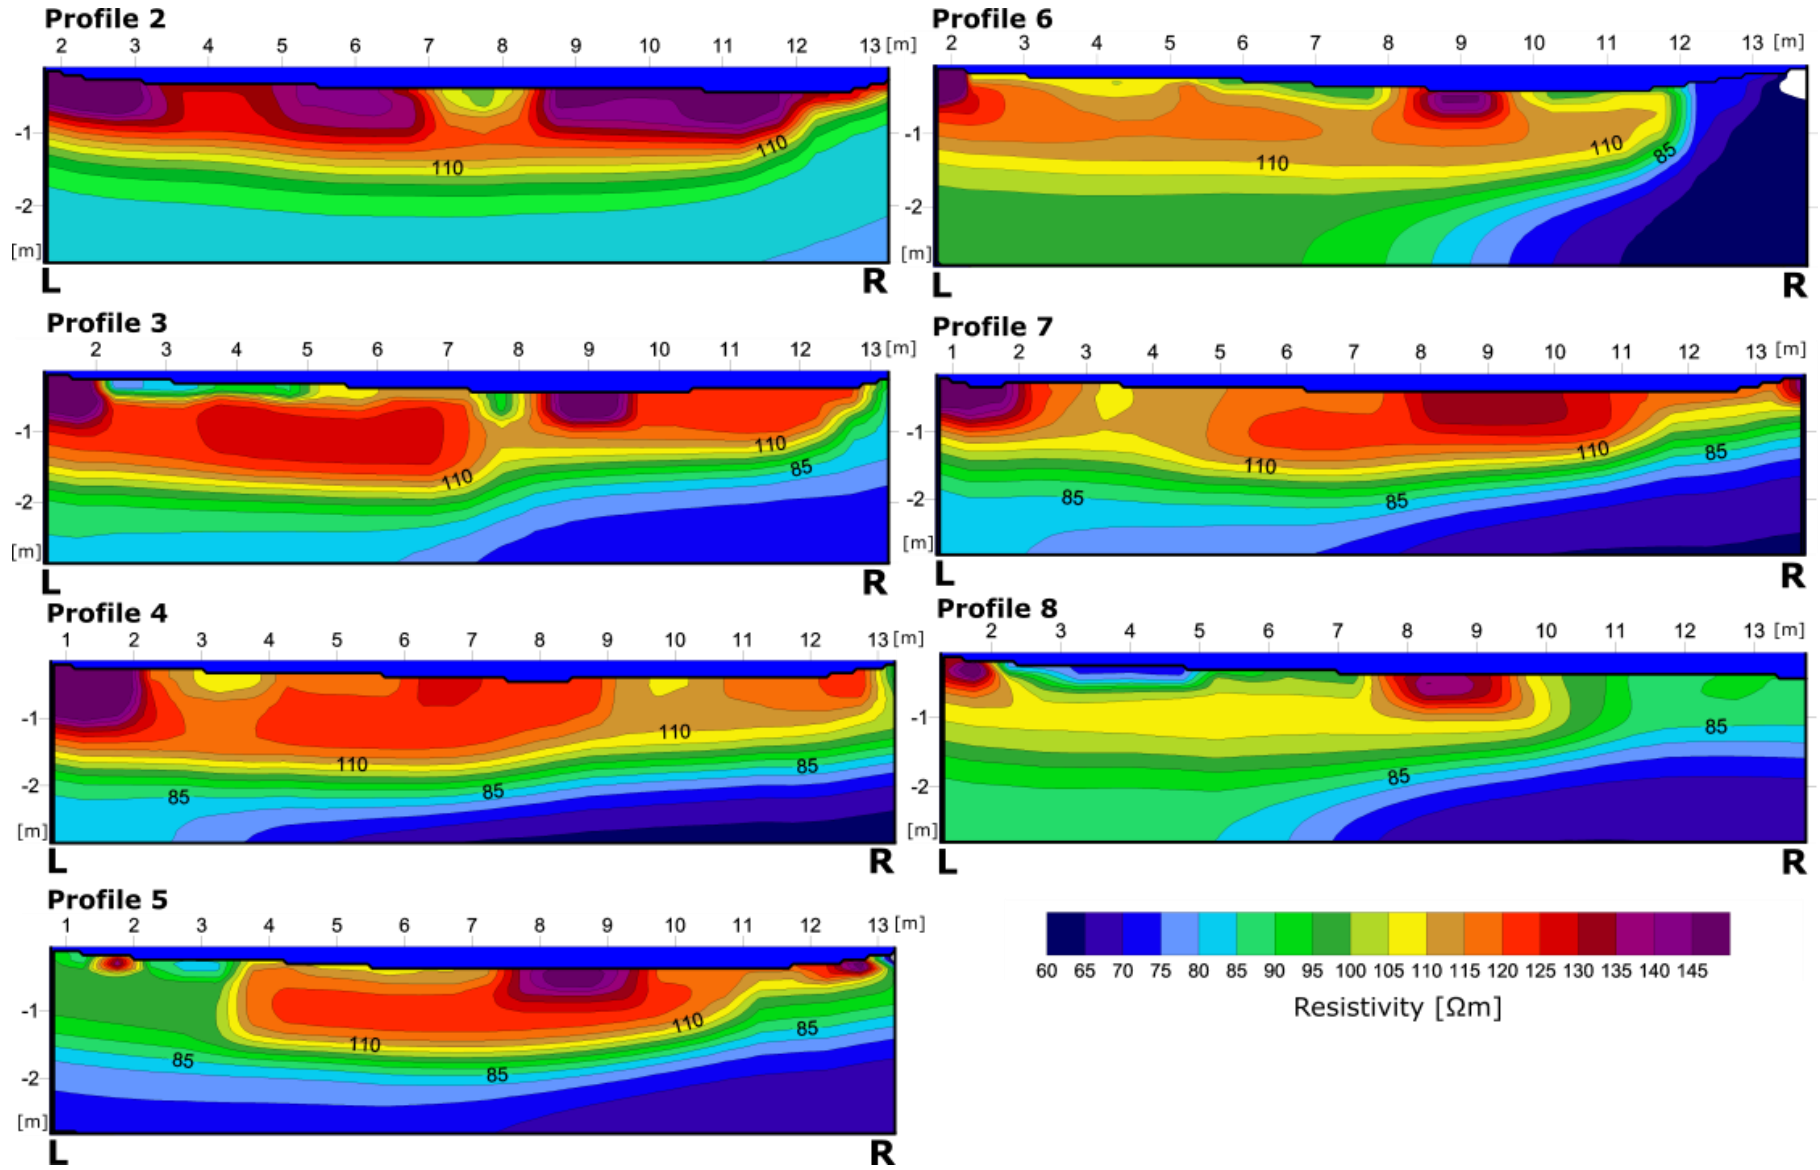 Profile 2
2 3 4 5 6 7 8 9 10 11 12 13 [m]
-1
110
110
-2
[m]
L R
Profile 6
2 3 4 5 6 7 8 9 10 11 12 13 [m]
110
110
85
-2
[m]
L R
Profile 3
2 3 4 5 6 7 8 9 10 11 12 13 [m]
-1
110
110
85
-2
[m]
L R
Profile 7
1 2 3 4 5 6 7 8 9 10 11 12 13 [m]
-1
110
110
85
85
85
-2
[m]
L R
Profile 4
1 2 3 4 5 6 7 8 9 10 11 12 13 [m]
-1
110
110
85
85
85
-2
[m]
L R
Profile 8
2 3 4 5 6 7 8 9 10 11 12 13 [m]
-1
85
85
-2
[m]
L R
Profile 5
1 2 3 4 5 6 7 8 9 10 11 12 13 [m]
-1
110
110
85
85
85
-2
[m]
L R
60 65 70 75 80 85 90 95 100 105 110 115 120 125 130 135 140 145
Resistivity [Ωm]